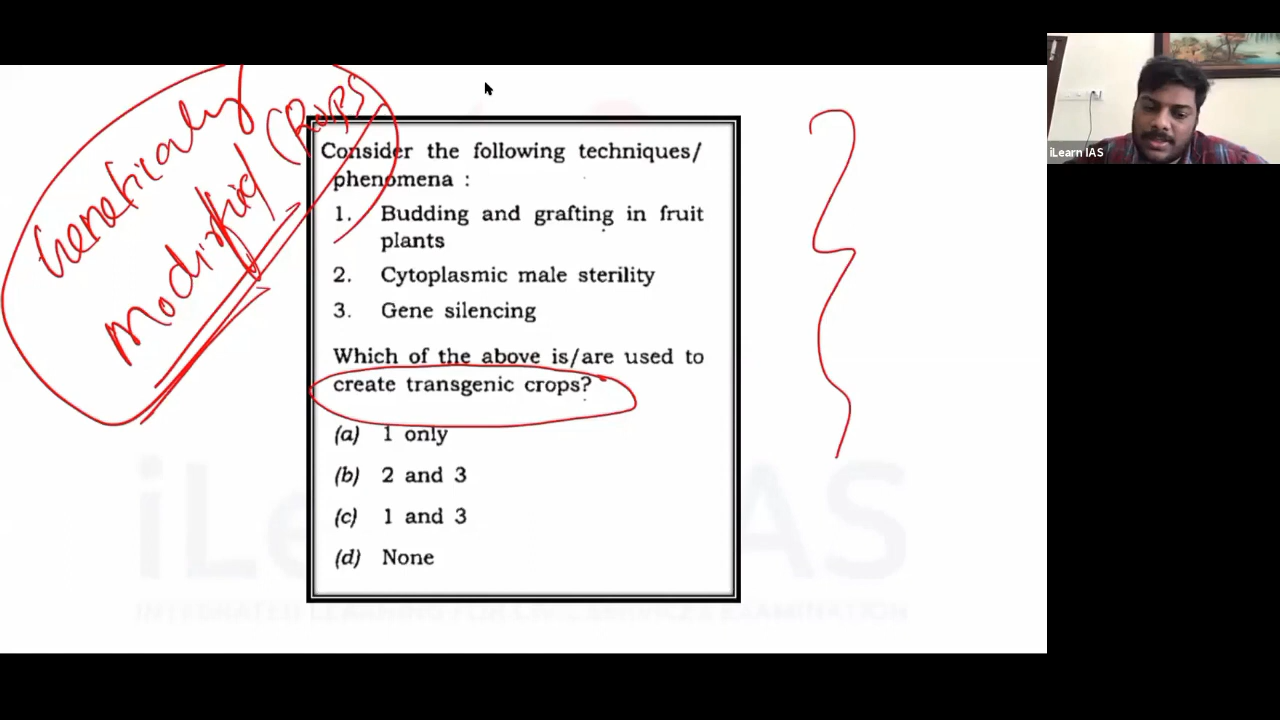 Genetically
Modified Crops
Consider the following techniques/
phenomena :
1. Budding and grafting in fruit
plants
2. Cytoplasmic male sterility
3. Gene silencing
Which of the above is/are used to
create transgenic crops?
(a) 1 only
(b) 2 and 3
(c) 1 and 3
(d) None
iLearn IAS
iLe AS